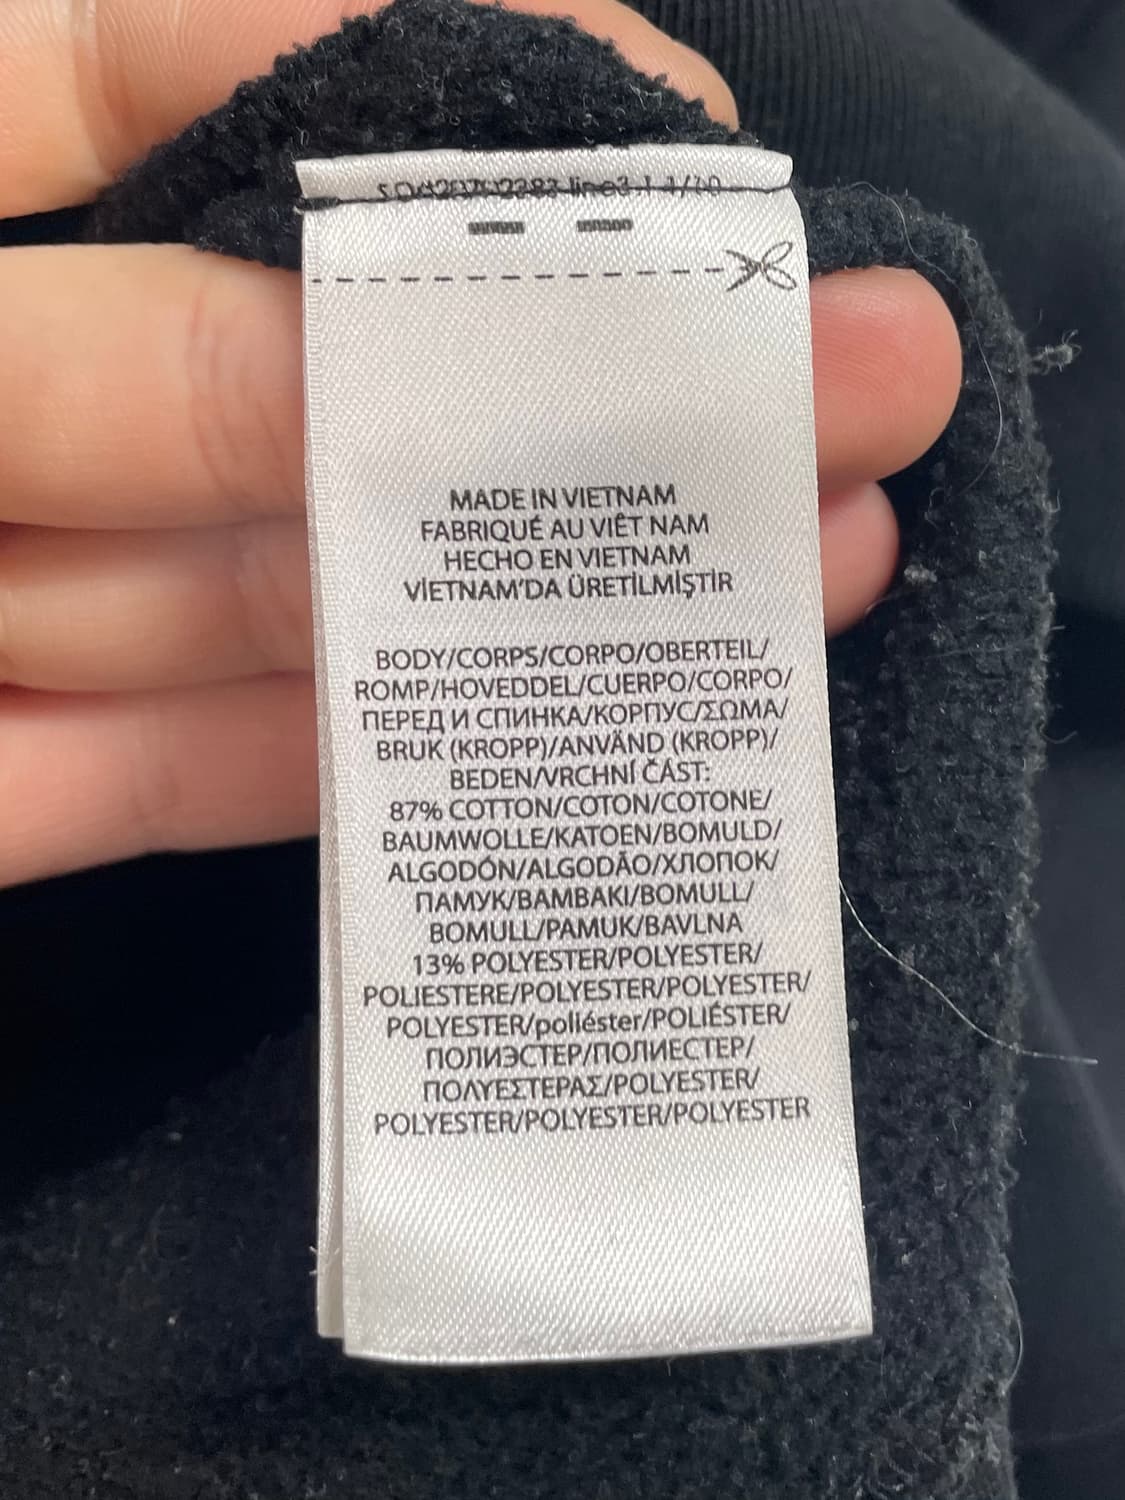 MADE IN VIETNAM
FABRIQUÉ AU VIÊT NAM
HECHO EN VIETNAM
VİETNAM'DA ÜRETİLMİŞTİR
BODY/CORPS/CORPO/OBERTEIL/
ROMP/HOVEDDEL/CUERPO/CORPO/
ПЕРЕД И СПИНКА/КОРПУС/ΣΩΜΑ/
BRUK (KROPP)/ANVÄND (KROPP)/
BEDEN/VRCHNÍ ČÁST:
87% COTTON/COTON/COTONE/
BAUMWOLLE/KATOEN/BOMULD/
ALGODÓN/ALGODÃO/ХЛОПОК/
ПАМУК/ΒΑΜΒΑΚΙ/BOMULL/
BOMULL/PAMUK/BAVLNA
13% POLYESTER/POLYESTER/
POLIESTERE/POLYESTER/POLYESTER/
POLYESTER/poliéster/POLIÉSTER/
ПОЛИЭСТЕР/ПОЛИЕСТЕР/
ΠΟΛΥΕΣΤΕΡΑΣ/POLYESTER/
POLYESTER/POLYESTER/POLYESTER